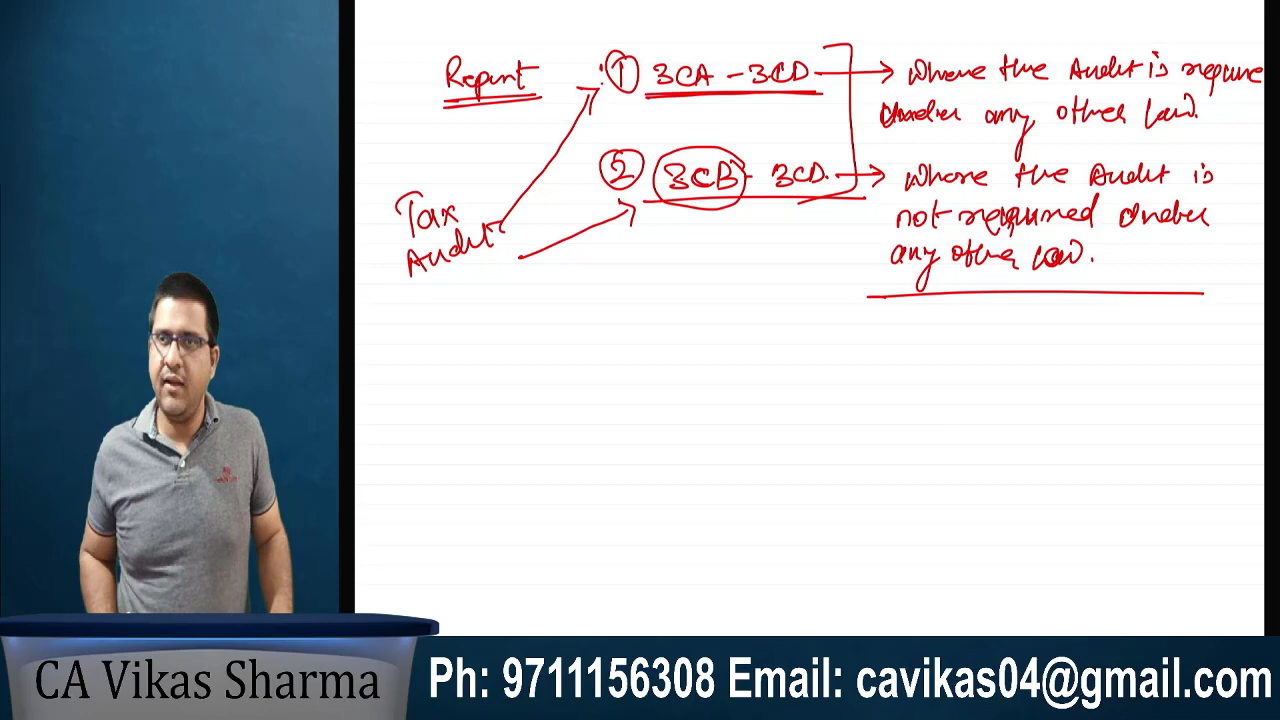 Report
① 3CA - 3CD → Where the Audit is require
under any other law.
② 3CB - 3CD. → Where the Audit is
not required under
any other law.
Tax
Audit
CA Vikas Sharma
Ph: 9711156308 Email: cavikas04@gmail.com